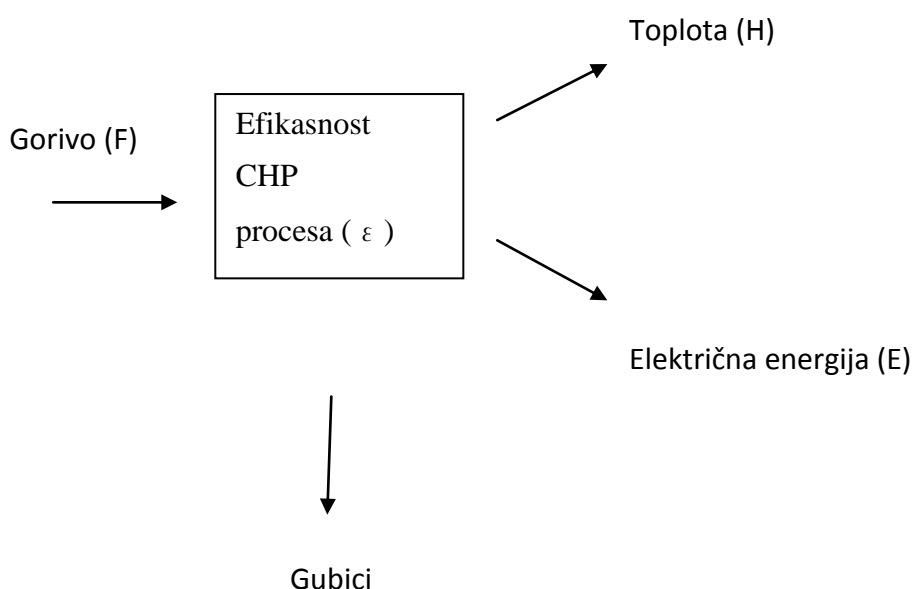 Toplota (H)
Gorivo (F)
Efikasnost
CHP
procesa ( ε )
Električna energija (E)
Gubici